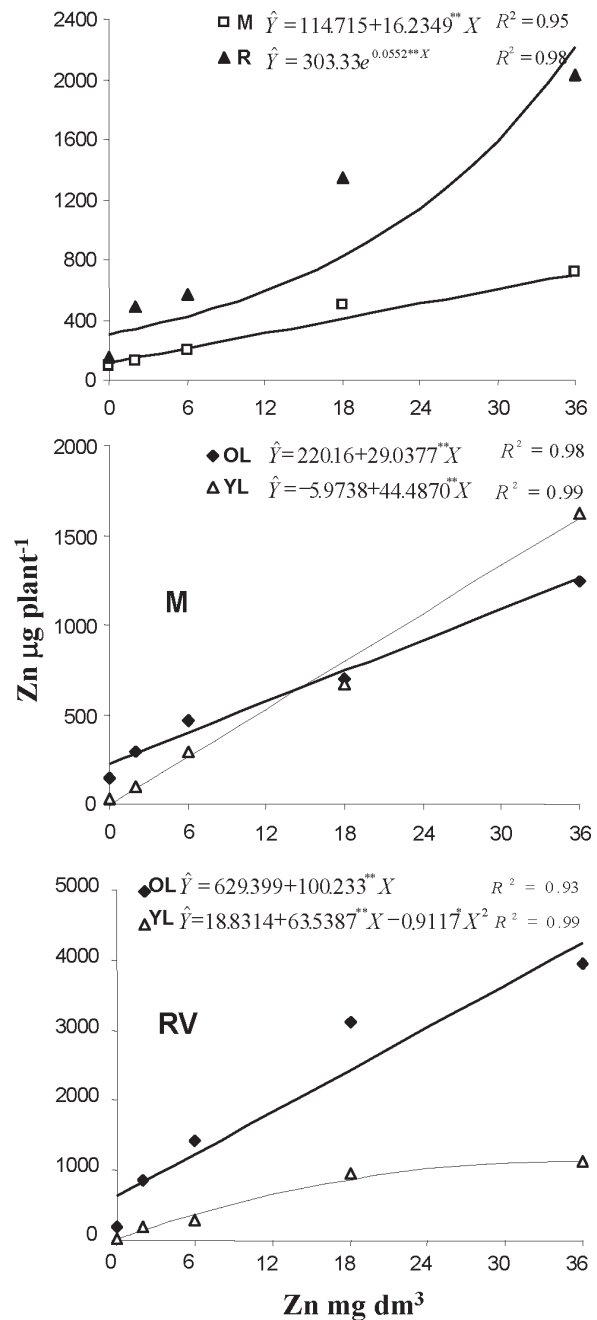 M Ŷ = 114.715+16.2349** X R² = 0.95
R Ŷ = 303.33e^0.0552**X R² = 0.98
2400
2000
1600
1200
800
400
0
0 6 12 18 24 30 36
OL Ŷ = 220.16+29.0377** X R² = 0.98
YL Ŷ = −5.9738+44.4870** X R² = 0.99
2000
1500
1000
500
0
M
0 6 12 18 24 30 36
Zn µg plant⁻¹
OL Ŷ = 629.399+100.233** X R² = 0.93
YL Ŷ = 18.8314+63.5387** X −0.9117* X² R² = 0.99
5000
4000
3000
2000
1000
0
RV
0 6 12 18 24 30 36
Zn mg dm³